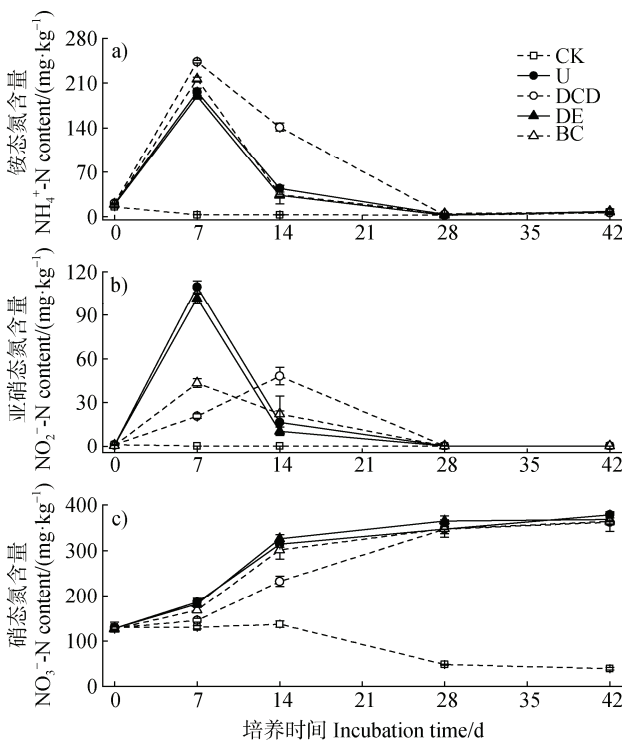 a)
铵态氮含量
NH₄⁺-N content/(mg·kg⁻¹)
280
210
140
70
0
CK
U
DCD
DE
BC
0 7 14 21 28 35 42
b)
亚硝态氮含量
NO₂⁻-N content/(mg·kg⁻¹)
120
90
60
30
0
0 7 14 21 28 35 42
c)
硝态氮含量
NO₃⁻-N content/(mg·kg⁻¹)
400
300
200
100
0
0 7 14 21 28 35 42
培养时间 Incubation time/d